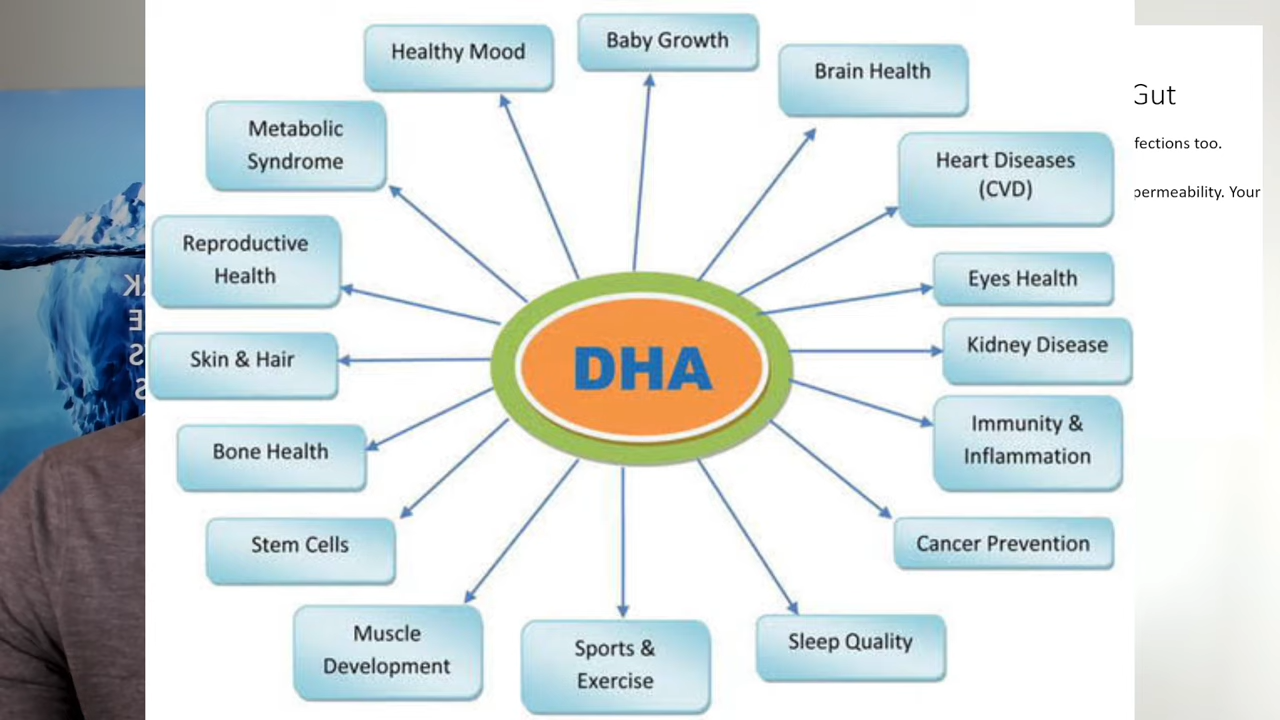 Healthy Mood
Baby Growth
Brain Health
Metabolic
Syndrome
Heart Diseases
(CVD)
Reproductive
Health
Eyes Health
Skin & Hair
Kidney Disease
DHA
Bone Health
Immunity &
Inflammation
Stem Cells
Cancer Prevention
Muscle
Development
Sports &
Exercise
Sleep Quality
Gut
fections too.
permeability. Your